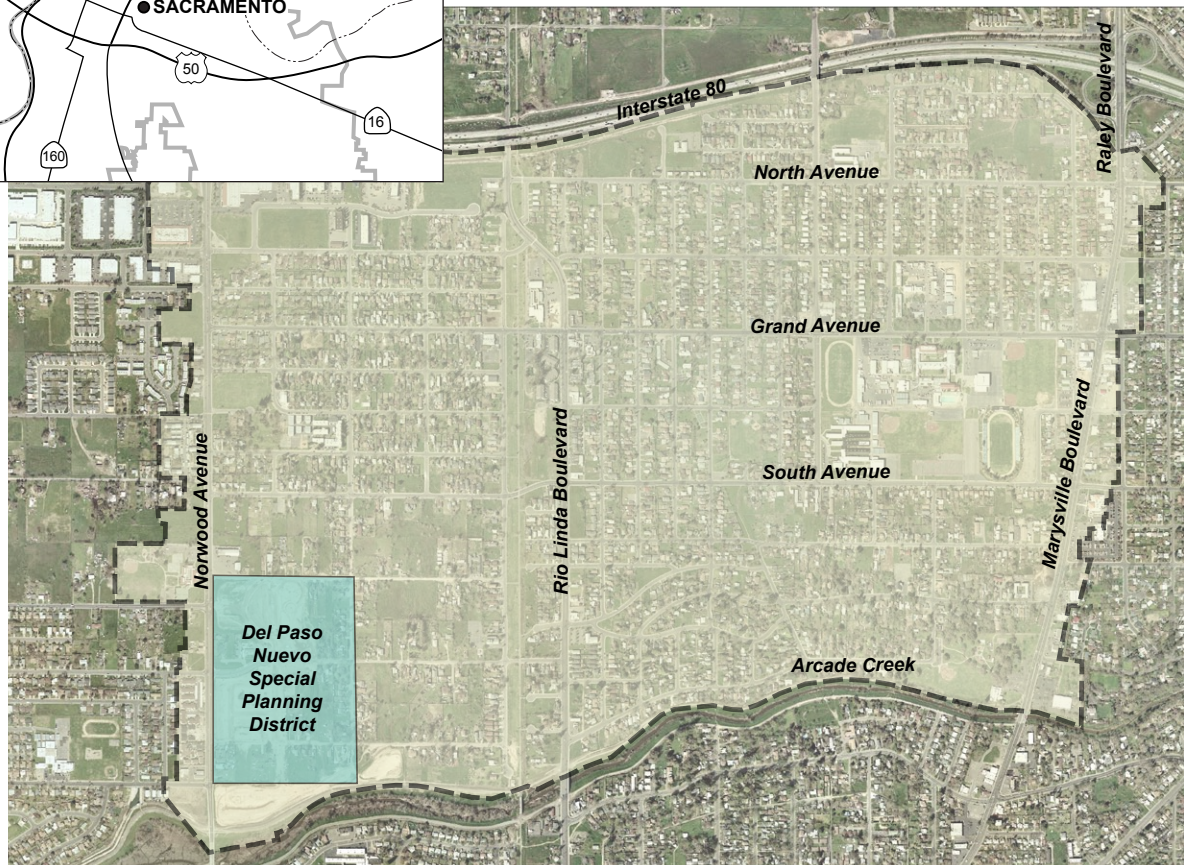 SACRAMENTO
50
16
160
Interstate 80
Raley Boulevard
North Avenue
Grand Avenue
Norwood Avenue
Rio Linda Boulevard
South Avenue
Marysville Boulevard
Del Paso
Nuevo
Special
Planning
District
Arcade Creek